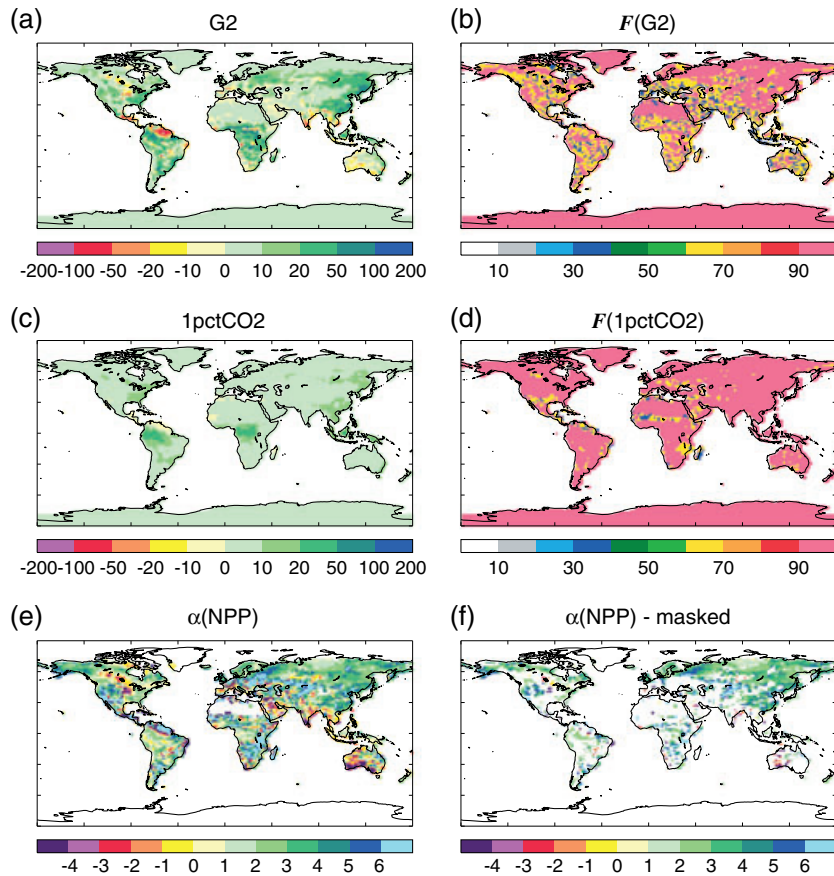 (a) G2
(b) F(G2)
-200 -100 -50 -20 -10 0 10 20 50 100 200
10 30 50 70 90
(c) 1pctCO2
(d) F(1pctCO2)
-200 -100 -50 -20 -10 0 10 20 50 100 200
10 30 50 70 90
(e) α(NPP)
(f) α(NPP) - masked
-4 -3 -2 -1 0 1 2 3 4 5 6
-4 -3 -2 -1 0 1 2 3 4 5 6